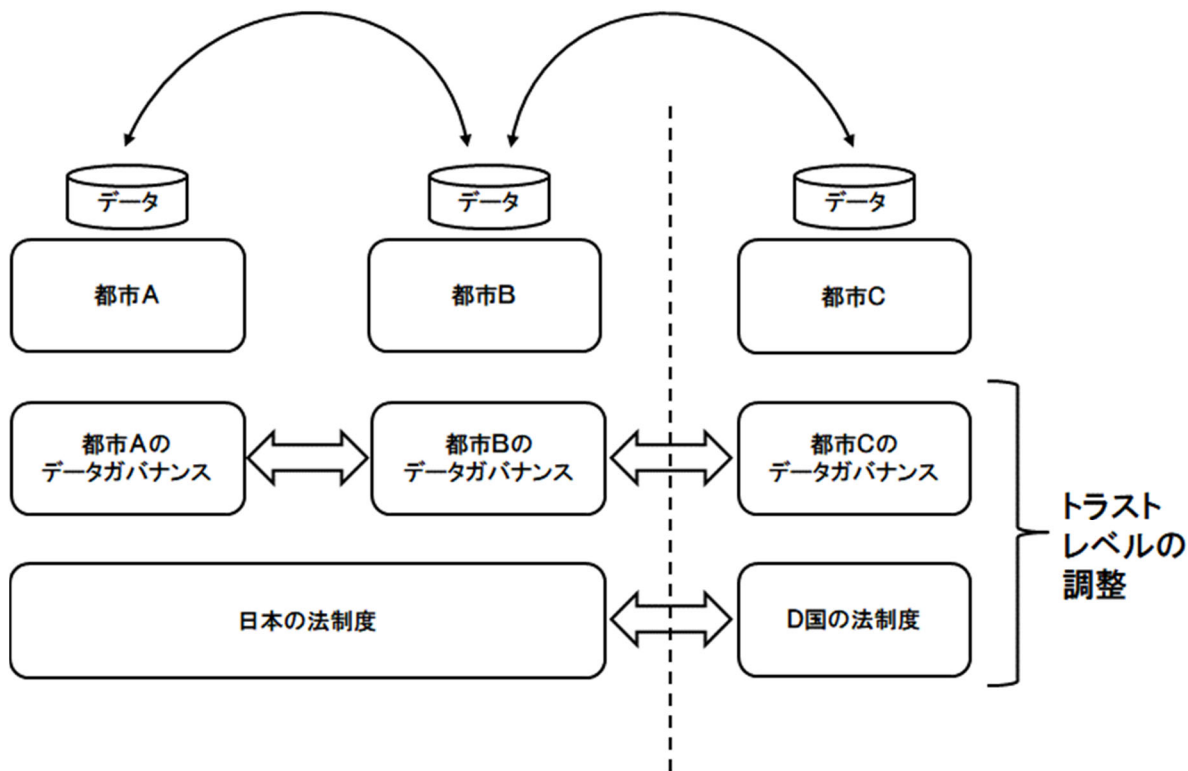 データ
データ
データ
都市A
都市B
都市C
都市Aの
データガバナンス
都市Bの
データガバナンス
都市Cの
データガバナンス
トラスト
レベルの
調整
日本の法制度
D国の法制度